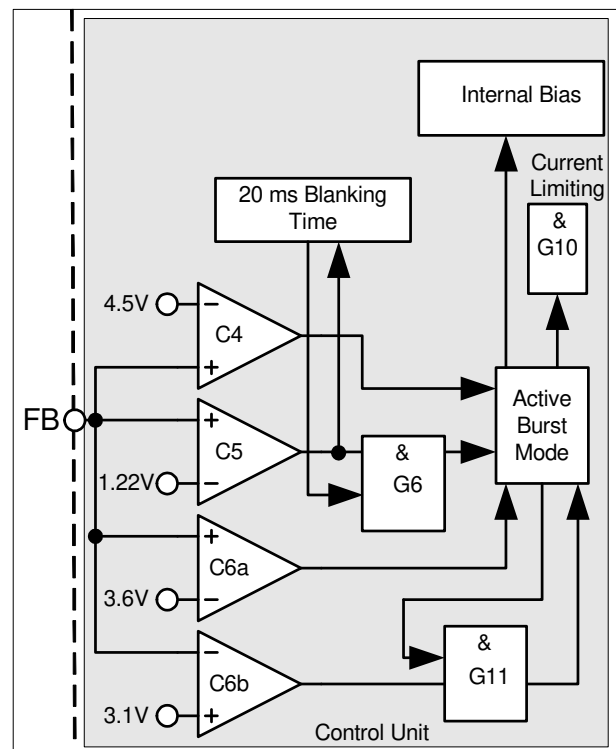 Internal Bias
Current
Limiting
20 ms Blanking
Time
&
G10
4.5V
−
C4
+
FB
+
C5
−
1.22V
&
G6
Active
Burst
Mode
+
C6a
−
3.6V
−
C6b
+
3.1V
&
G11
Control Unit